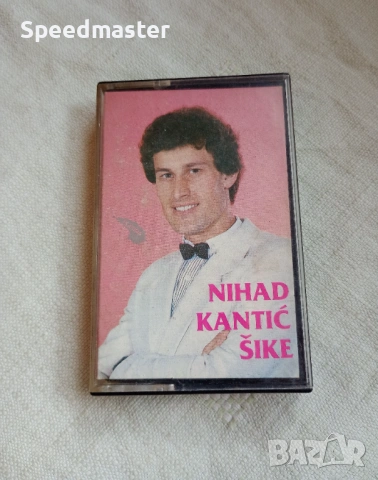 Speedmaster
NIHAD
KANTIĆ
ŠIKE
BAZAR